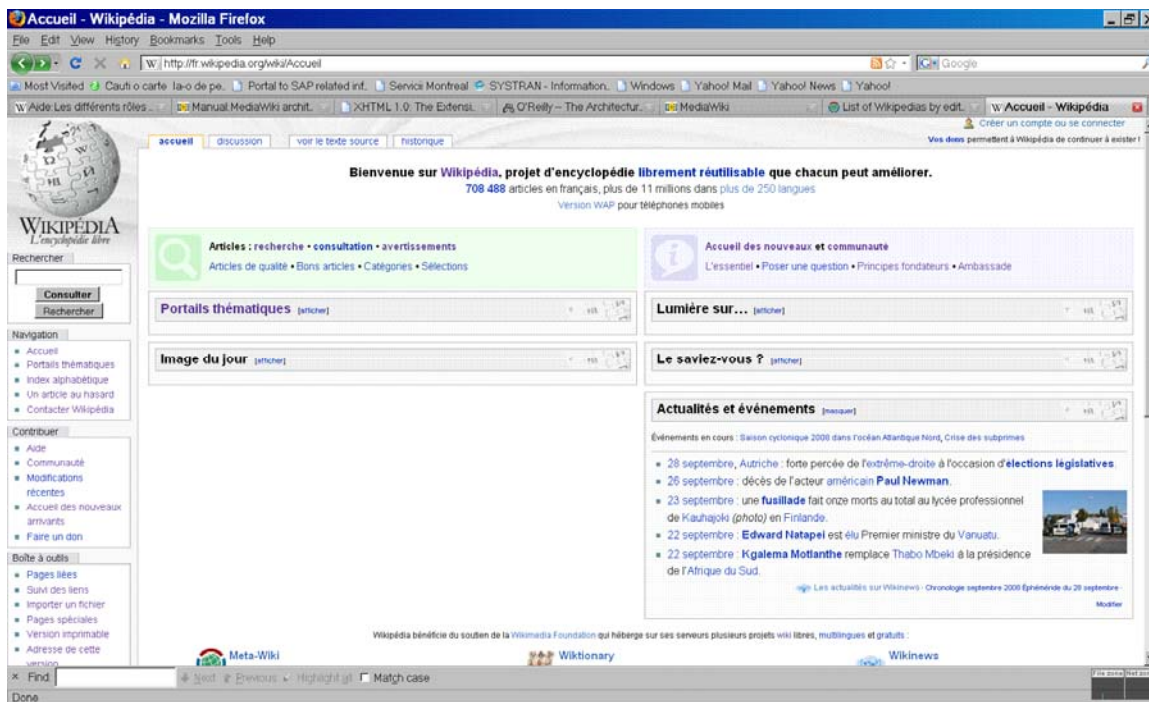 Accueil - Wikipédia - Mozilla Firefox
File Edit View History Bookmarks Tools Help
http://fr.wikipedia.org/wiki/Accueil
Google
Most Visited Cauti o carte la-o de pe.. Portal to SAP related inf.. Servicii Montreal SYSTRAN - Information.. Windows Yahoo! Mail Yahoo! News Yahoo!
Aide:Les différents rôles... Manual:MediaWiki archit.. XHTML 1.0: The Extensi.. O'Reilly – The Architectur.. MediaWiki List of Wikipedias by edit.. Accueil - Wikipédia
Créer un compte ou se connecter
accueil discussion voir le texte source historique
Vos dons permettent à Wikipédia de continuer à exister !
Bienvenue sur Wikipédia, projet d'encyclopédie librement réutilisable que chacun peut améliorer.
708 488 articles en français, plus de 11 millions dans plus de 250 langues
Version WAP pour téléphones mobiles
WIKIPÉDIA
L'encyclopédie libre
Rechercher
Consulter
Rechercher
Navigation
Accueil
Portails thématiques
Index alphabétique
Un article au hasard
Contacter Wikipédia
Contribuer
Aide
Communauté
Modifications
récentes
Accueil des nouveaux
arrivants
Faire un don
Boîte à outils
Pages liées
Suivi des liens
Importer un fichier
Pages spéciales
Version imprimable
Adresse de cette
version
Articles : recherche • consultation • avertissements
Articles de qualité • Bons articles • Catégories • Sélections
Portails thématiques [afficher]
Image du jour [afficher]
Accueil des nouveaux et communauté
L'essentiel • Poser une question • Principes fondateurs • Ambassade
Lumière sur... [afficher]
Le saviez-vous ? [afficher]
Actualités et événements [masquer]
Événements en cours : Saison cyclonique 2008 dans l'océan Atlantique Nord, Crise des subprimes
28 septembre, Autriche : forte percée de l'extrême-droite à l'occasion d'élections législatives.
26 septembre : décès de l'acteur américain Paul Newman.
23 septembre : une fusillade fait onze morts au total au lycée professionnel
de Kauhajoki (photo) en Finlande.
22 septembre : Edward Natapei est élu Premier ministre du Vanuatu.
22 septembre : Kgalema Motlanthe remplace Thabo Mbeki à la présidence
de l'Afrique du Sud.
Les actualités sur Wikinews · Chronologie septembre 2008 Éphéméride du 28 septembre ·
Modifier
Wikipédia bénéficie du soutien de la Wikimedia Foundation qui héberge sur ses serveurs plusieurs projets wiki libres, multilingues et gratuits :
Meta-Wiki Wiktionary Wikinews
Find: Next Previous Highlight all Match case
Done